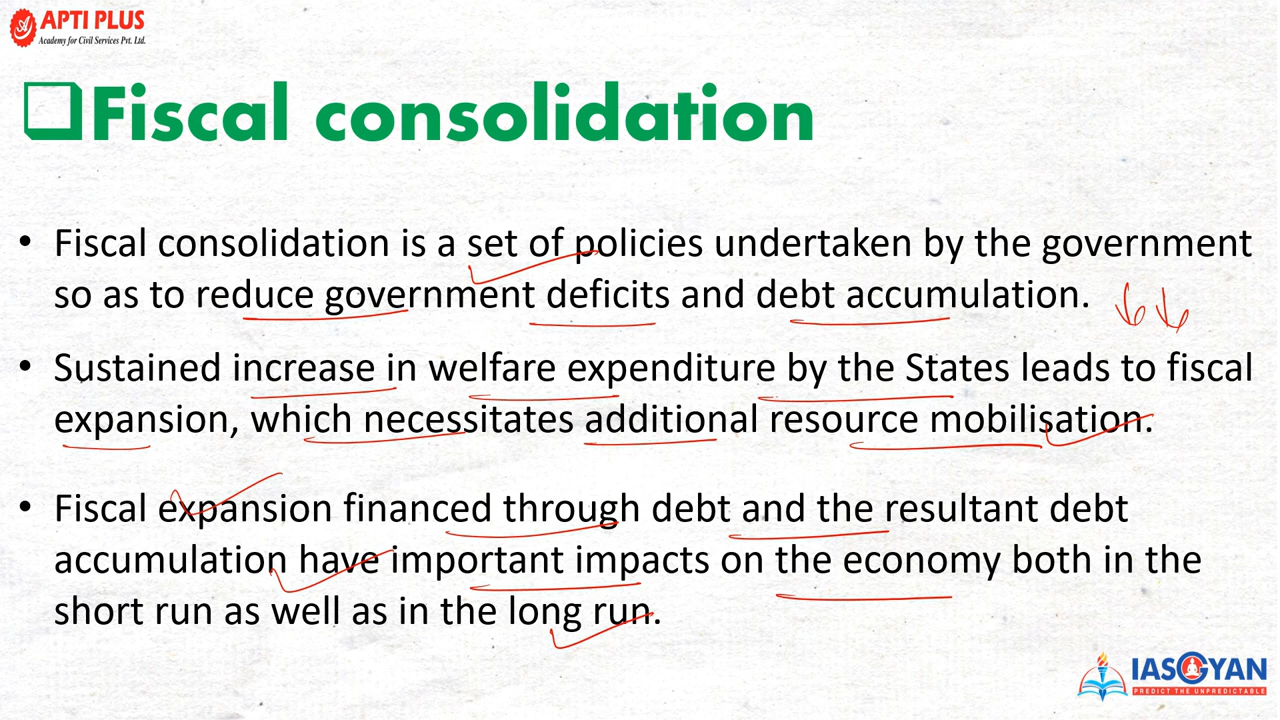 APTI PLUS
Academy for Civil Services Pvt. Ltd.
Fiscal consolidation
• Fiscal consolidation is a set of policies undertaken by the government
so as to reduce government deficits and debt accumulation.
• Sustained increase in welfare expenditure by the States leads to fiscal
expansion, which necessitates additional resource mobilisation.
• Fiscal expansion financed through debt and the resultant debt
accumulation have important impacts on the economy both in the
short run as well as in the long run.
IASGYAN
PREDICT THE UNPREDICTABLE